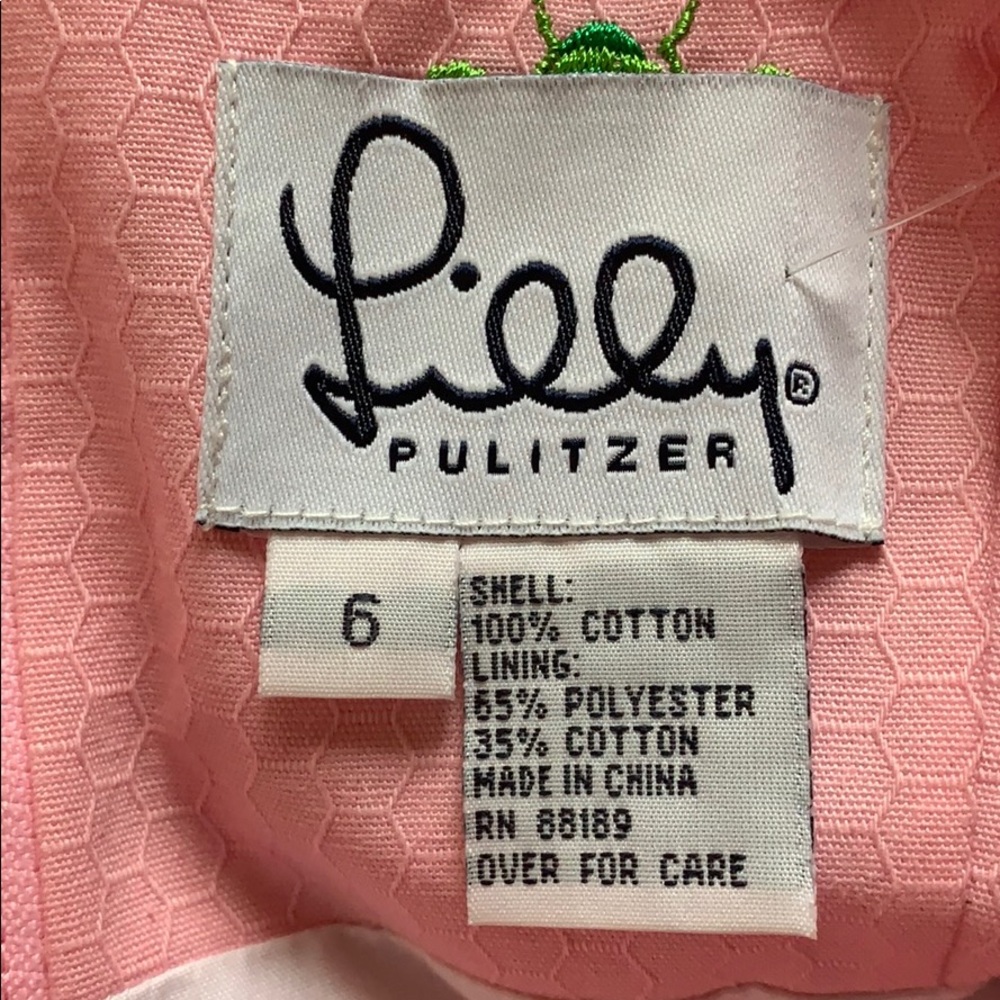 Lilly®
PULITZER
6
SHELL:
100% COTTON
LINING:
65% POLYESTER
35% COTTON
MADE IN CHINA
RN 88189
OVER FOR CARE